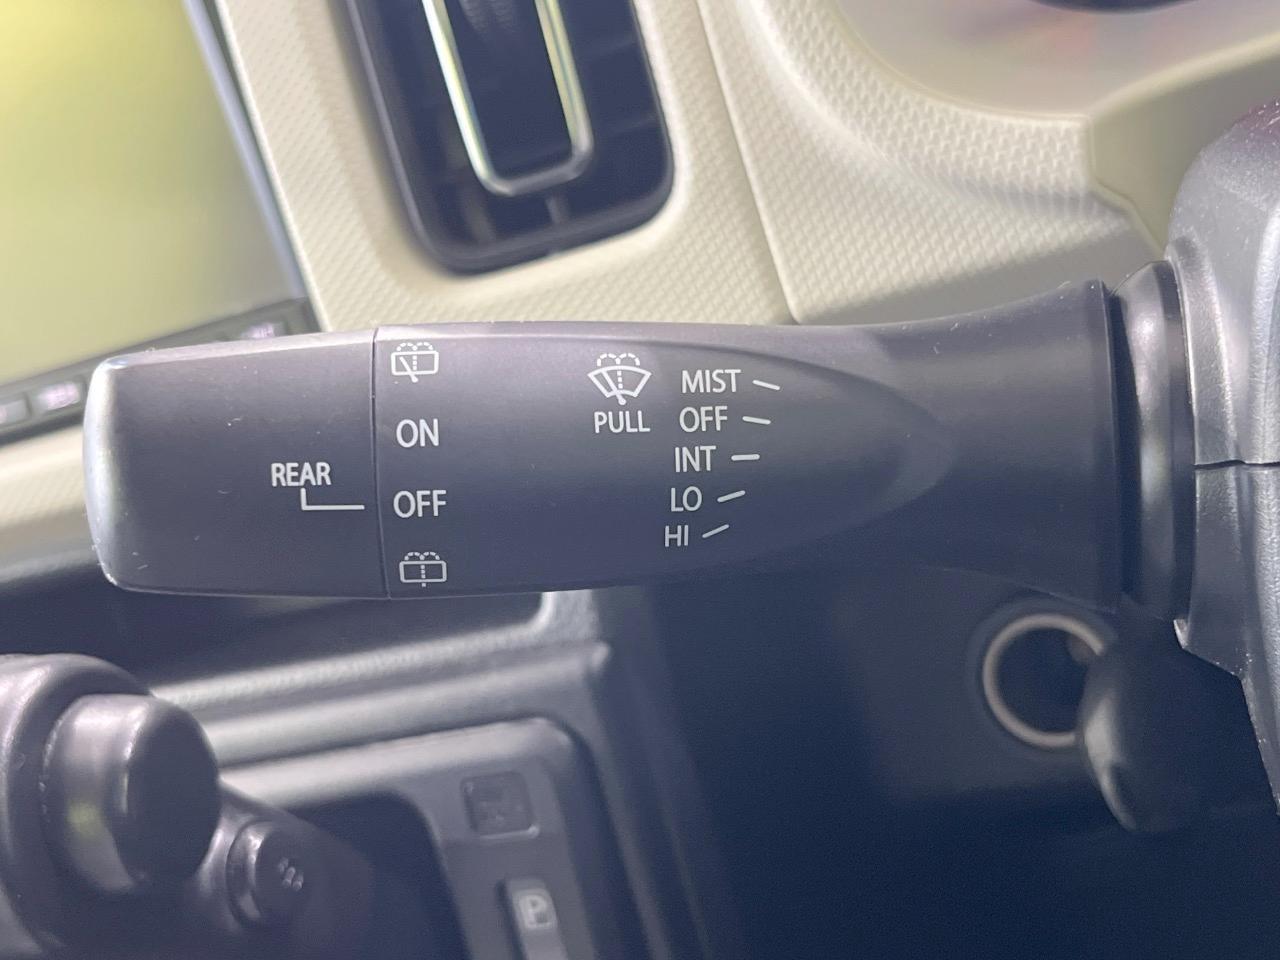 REAR
ON
OFF
PULL
MIST
OFF
INT
LO
HI
P